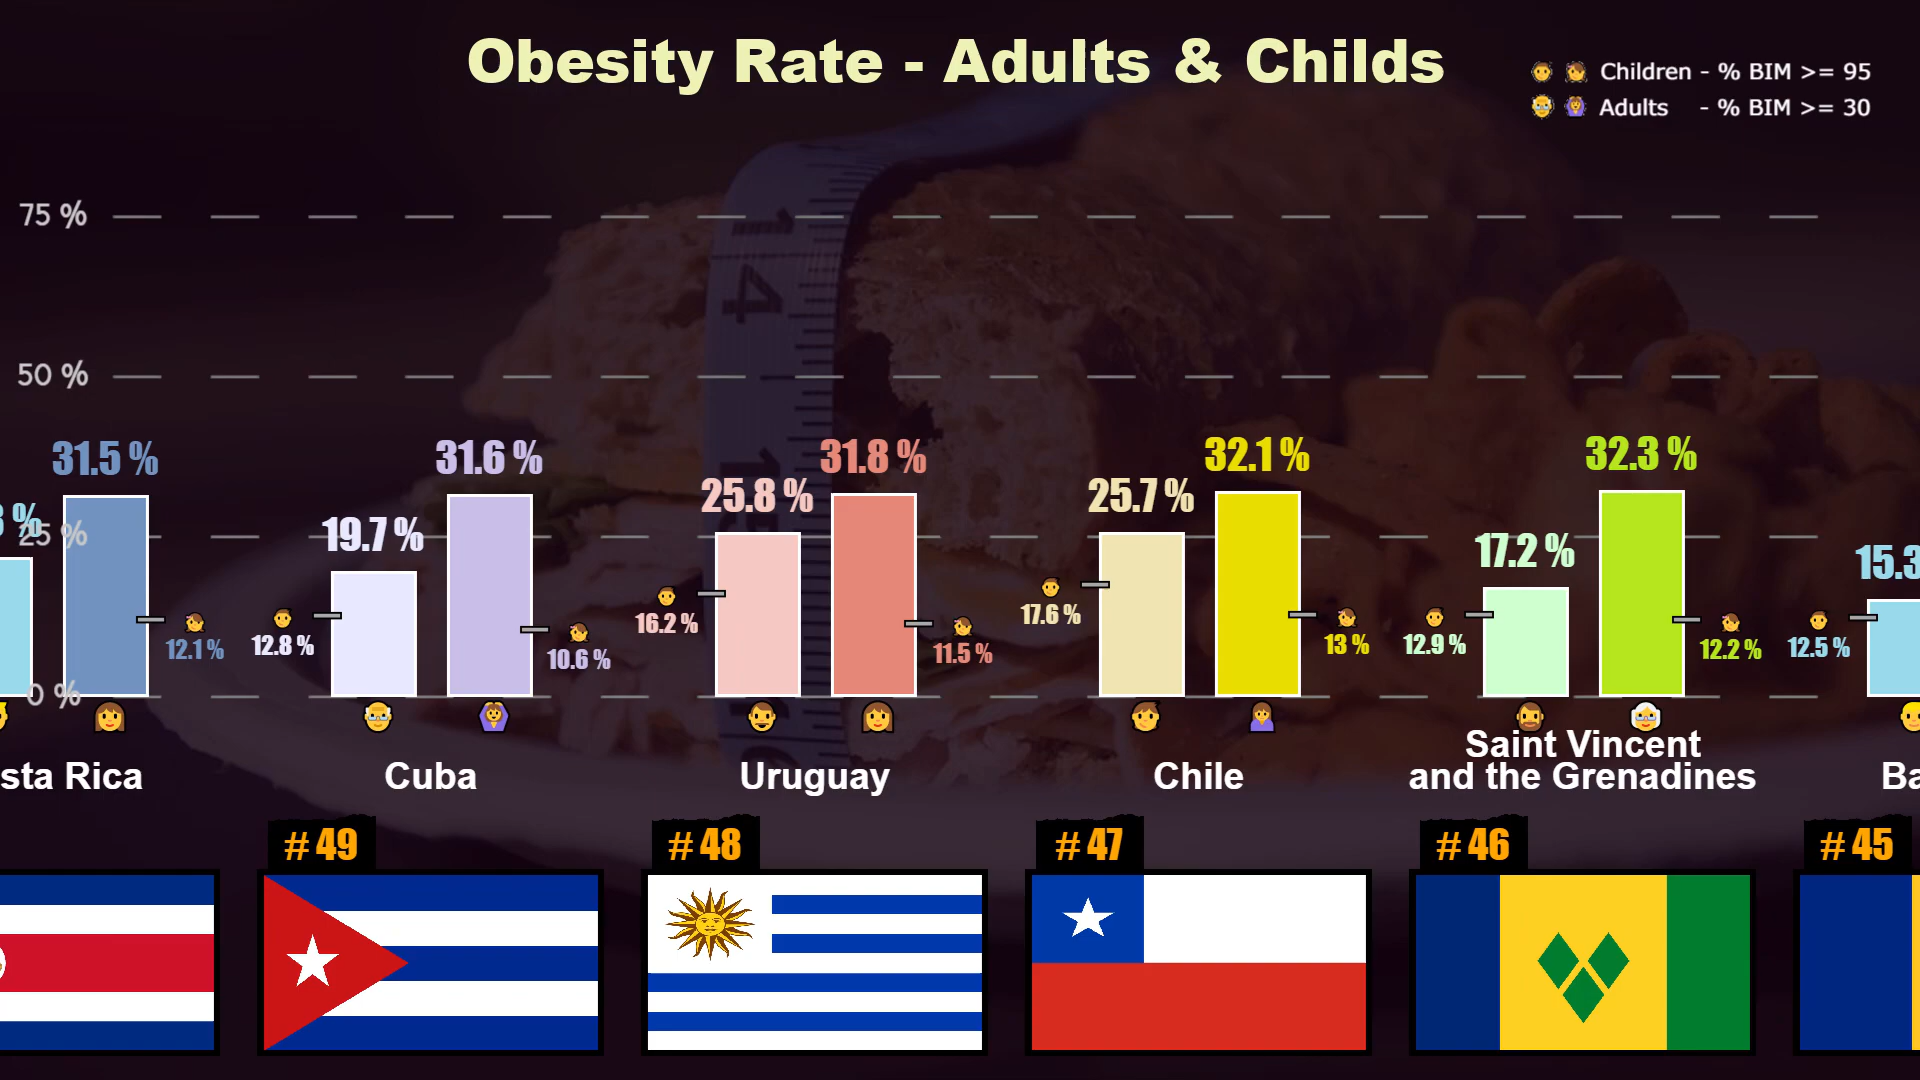 Obesity Rate - Adults & Childs
Children - % BIM >= 95
Adults - % BIM >= 30
75 %
50 %
25 %
0 %
31.5 %
12.1 %
sta Rica
12.8 %
19.7 %
31.6 %
10.6 %
Cuba
# 49
16.2 %
25.8 %
31.8 %
11.5 %
Uruguay
# 48
17.6 %
25.7 %
32.1 %
13 %
Chile
# 47
12.9 %
17.2 %
32.3 %
12.2 %
Saint Vincent
and the Grenadines
# 46
12.5 %
15.3
Ba
# 45